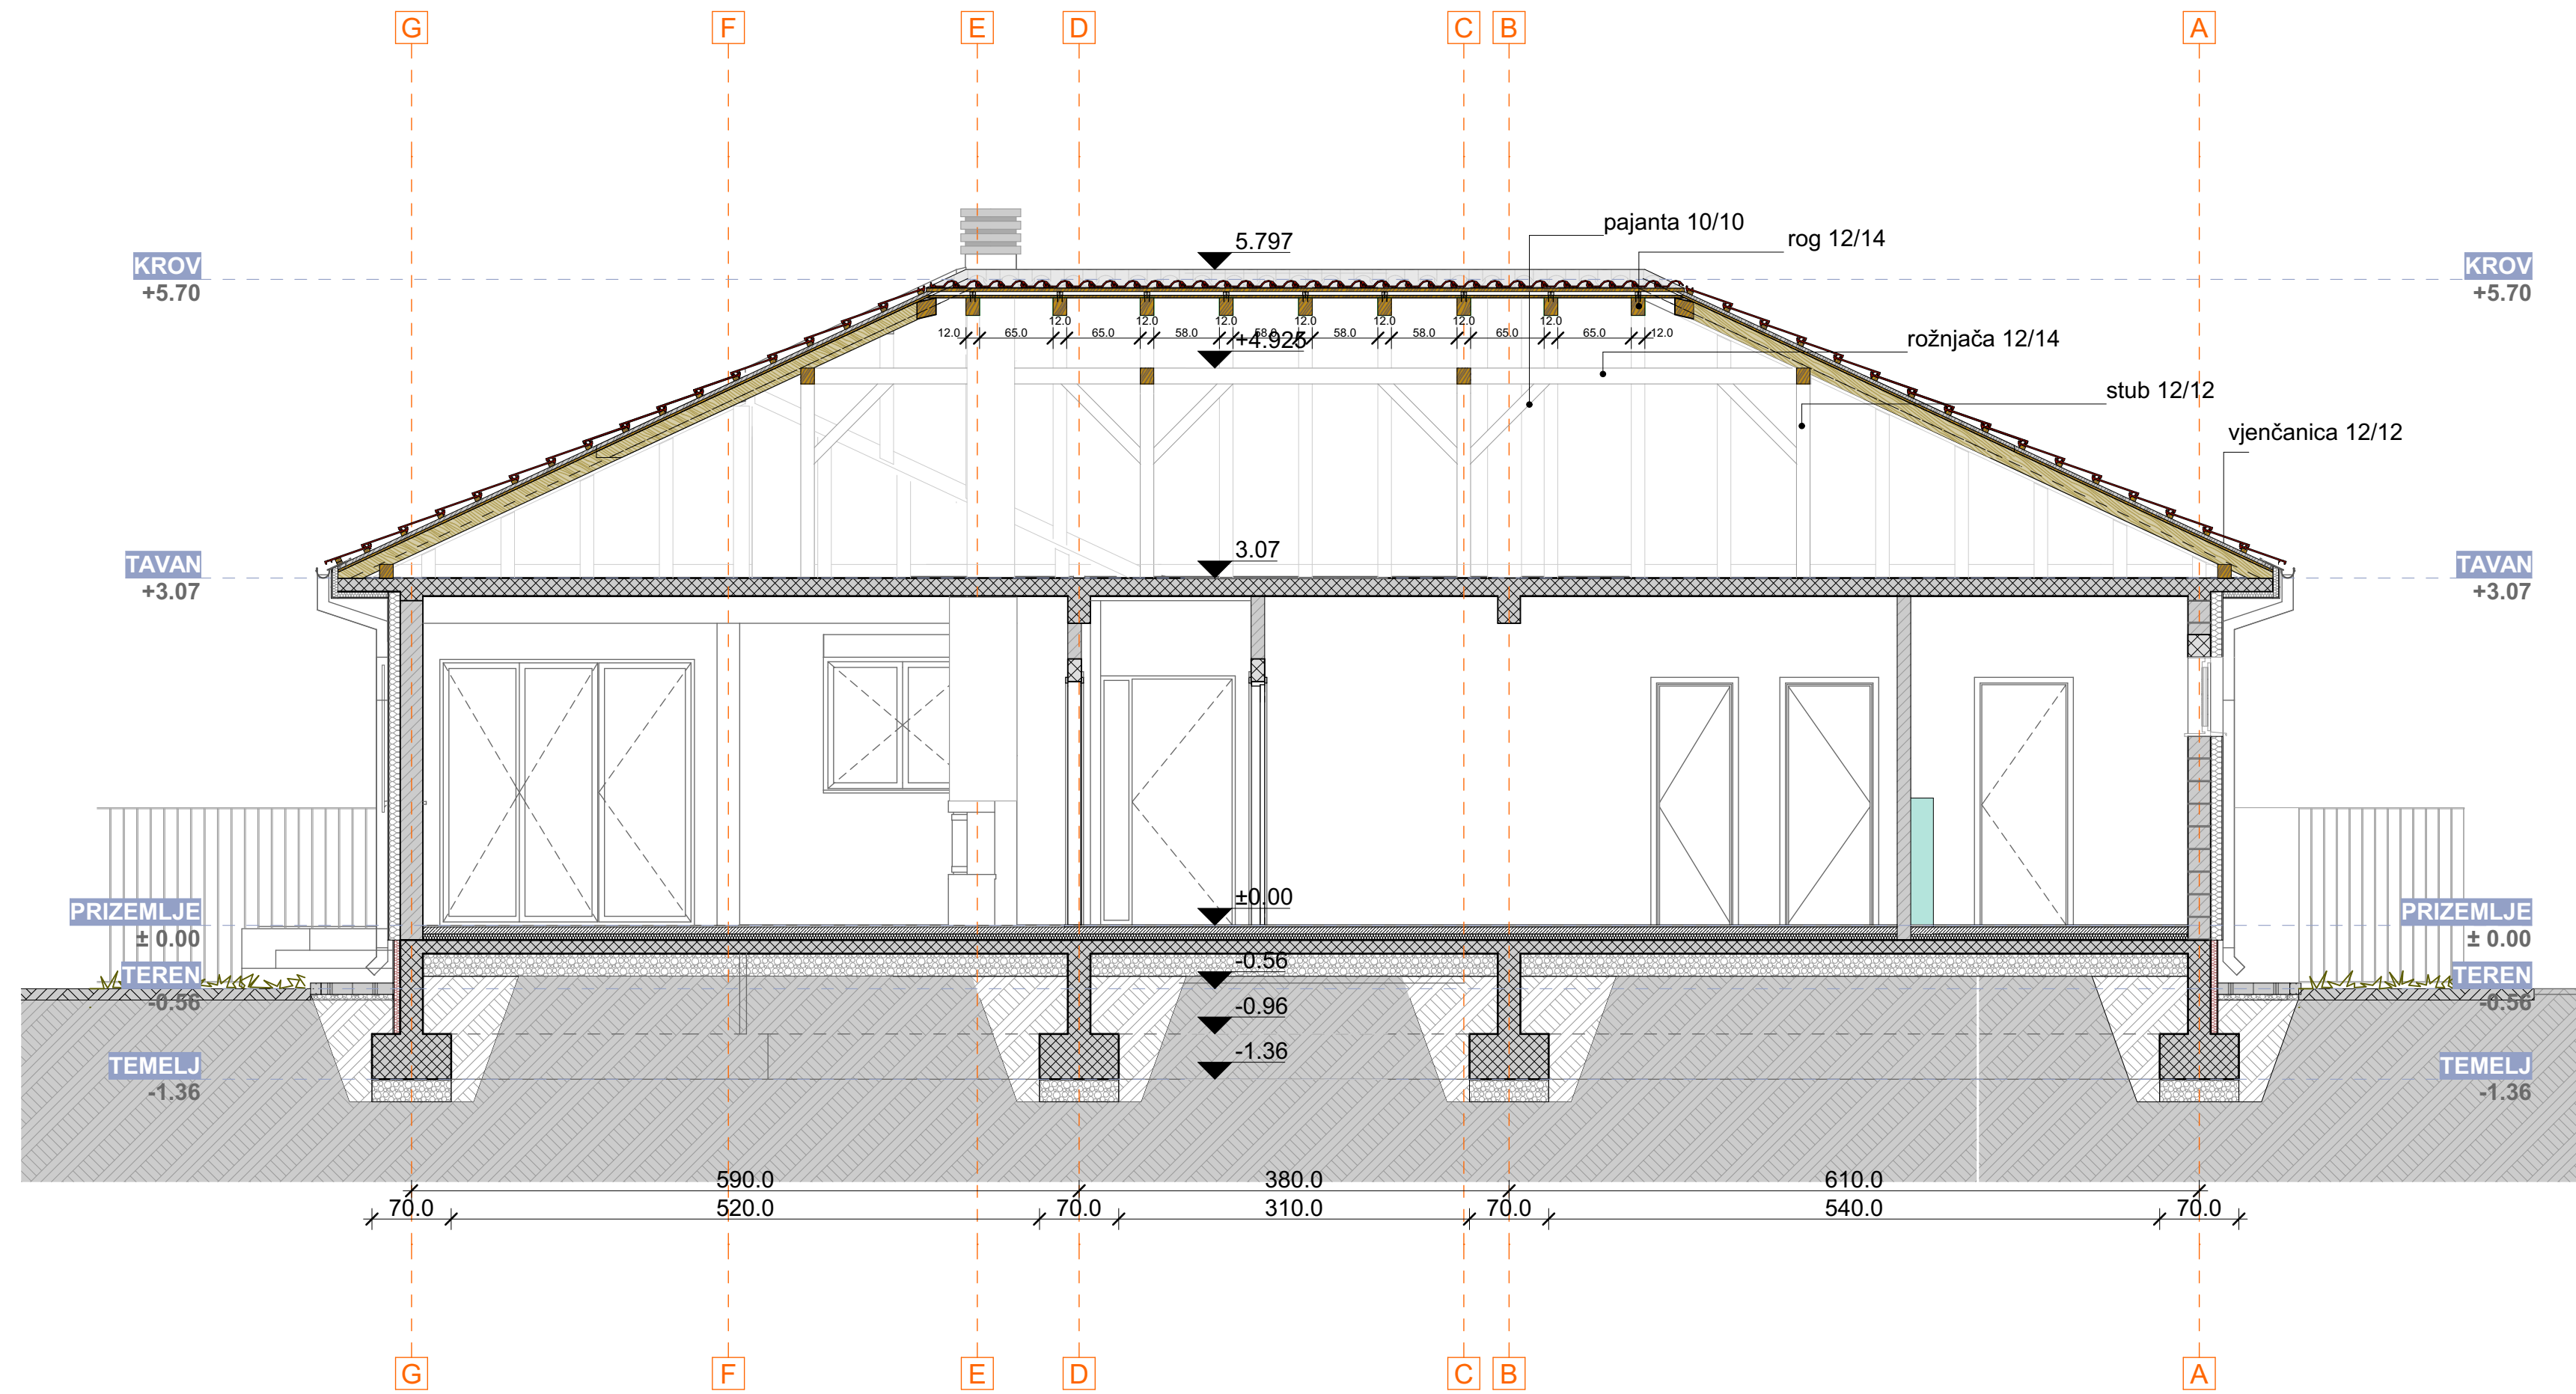 G F E D C B A
5.797
pajanta 10/10
rog 12/14
KROV
+5.70
KROV
+5.70
12.0 12.0 12.0 12.0 12.0 12.0 12.0 12.0
12.0 65.0 65.0 58.0 58.0 58.0 58.0 65.0 65.0 12.0
+4.925
rožnjača 12/14
stub 12/12
vjenčanica 12/12
3.07
TAVAN
+3.07
TAVAN
+3.07
±0.00
PRIZEMLJE
± 0.00
PRIZEMLJE
± 0.00
-0.56
TEREN
-0.56
TEREN
-0.56
-0.96
-1.36
TEMELJ
-1.36
TEMELJ
-1.36
590.0 380.0 610.0
70.0 520.0 70.0 310.0 70.0 540.0 70.0
G F E D C B A